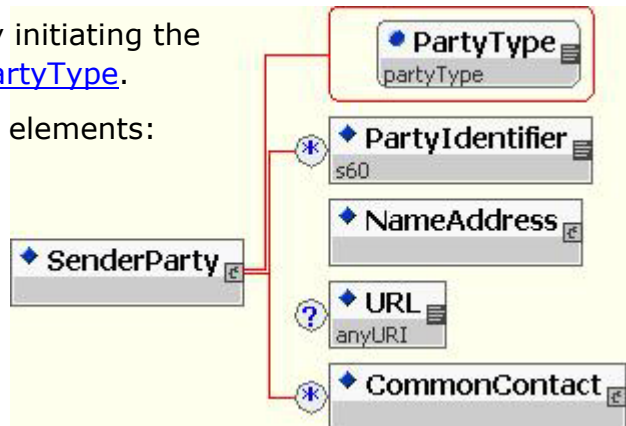 y initiating the
artyType.
elements:
PartyType
partyType
* PartyIdentifier
s60
NameAddress
SenderParty
? URL
anyURI
* CommonContact